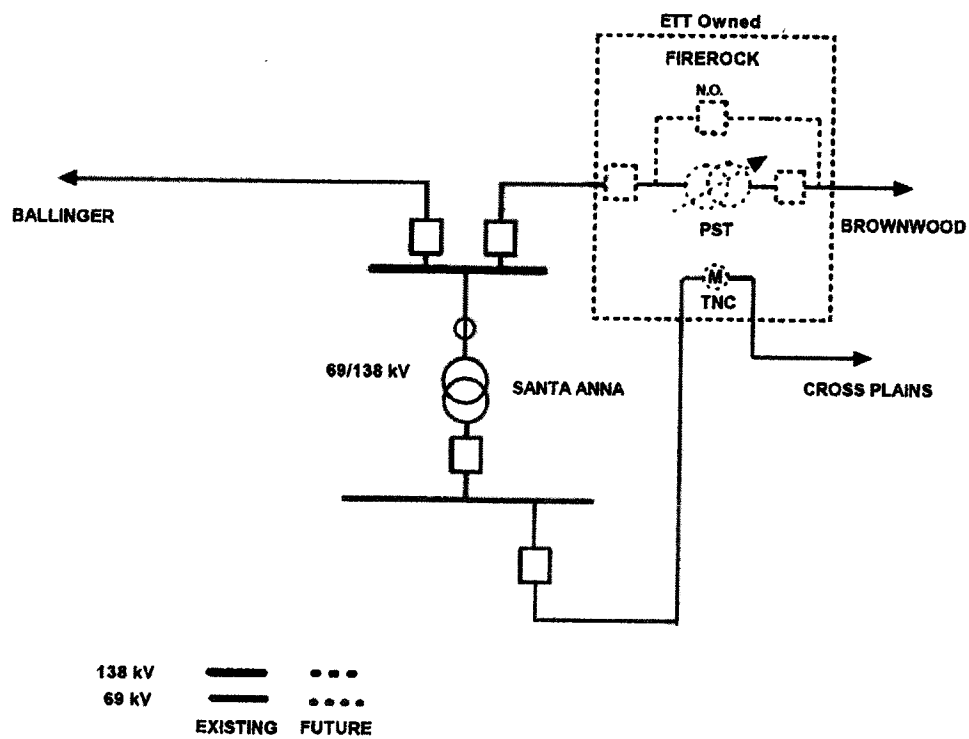 ETT Owned
FIREROCK
N.O.
BALLINGER
PST
BROWNWOOD
M
TNC
69/138 kV
SANTA ANNA
CROSS PLAINS
138 kV
69 kV
EXISTING FUTURE